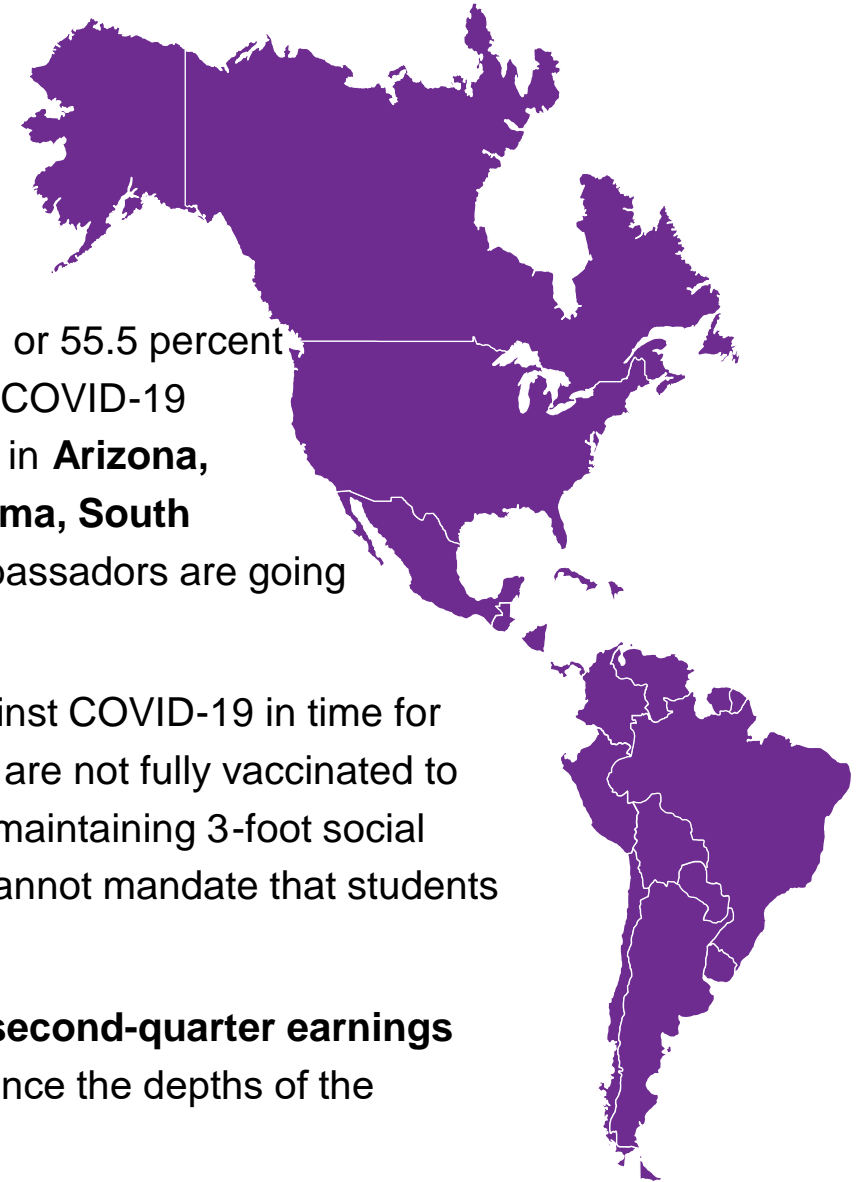 or 55.5 percent
COVID-19
in Arizona,
ma, South
bassadors are going
inst COVID-19 in time for
are not fully vaccinated to
maintaining 3-foot social
annot mandate that students
second-quarter earnings
nce the depths of the